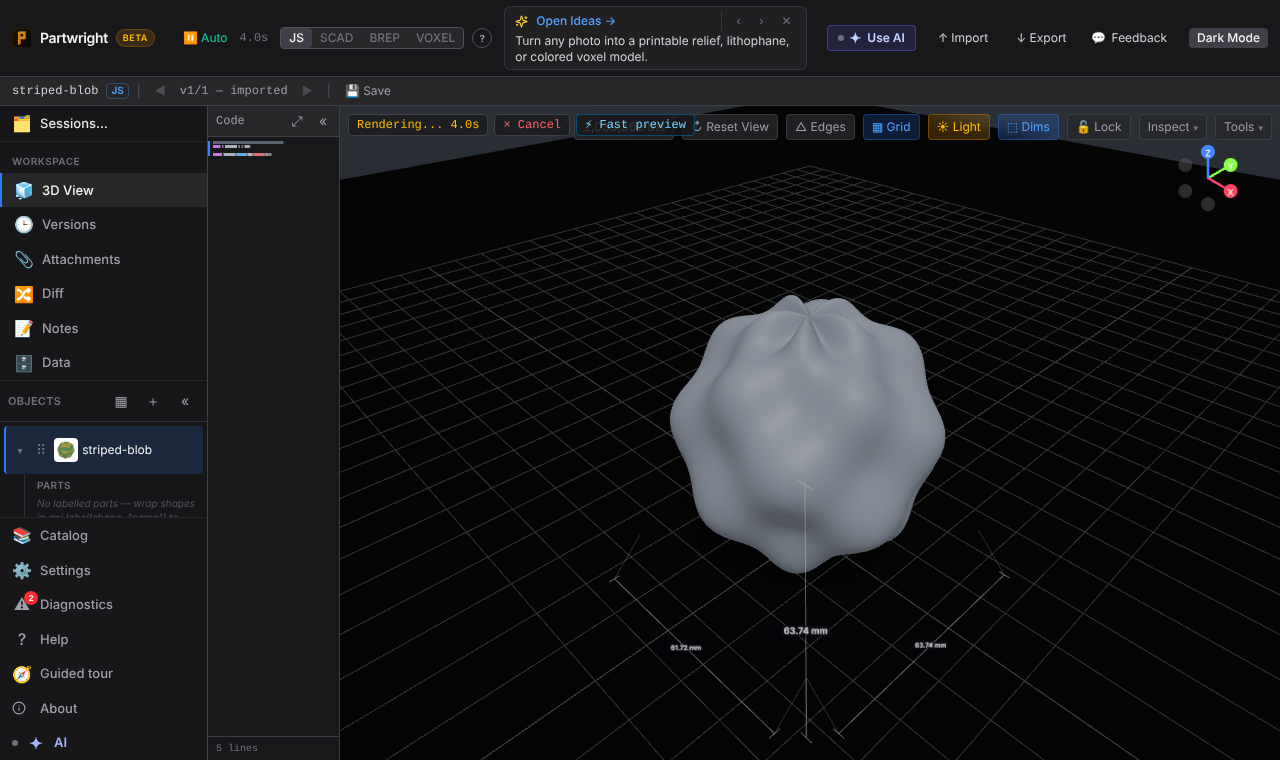 Partwright BETA
Auto 4.0s
JS SCAD BREP VOXEL ?
Open Ideas →
Turn any photo into a printable relief, lithophane,
or colored voxel model.
Use AI
↑ Import
↓ Export
Feedback
Dark Mode
striped-blob JS
v1/1 — imported
Save
Sessions...
WORKSPACE
3D View
Versions
Attachments
Diff
Notes
Data
OBJECTS
striped-blob
PARTS
No labelled parts — wrap shapes
Catalog
Settings
Diagnostics 2
Help
Guided tour
About
AI
Code
5 lines
Rendering... 4.0s
× Cancel
⚡ Fast preview
Reset View
Edges
Grid
Light
Dims
Lock
Inspect
Tools
Z
Y
X
63.74 mm
61.72 mm
63.74 mm